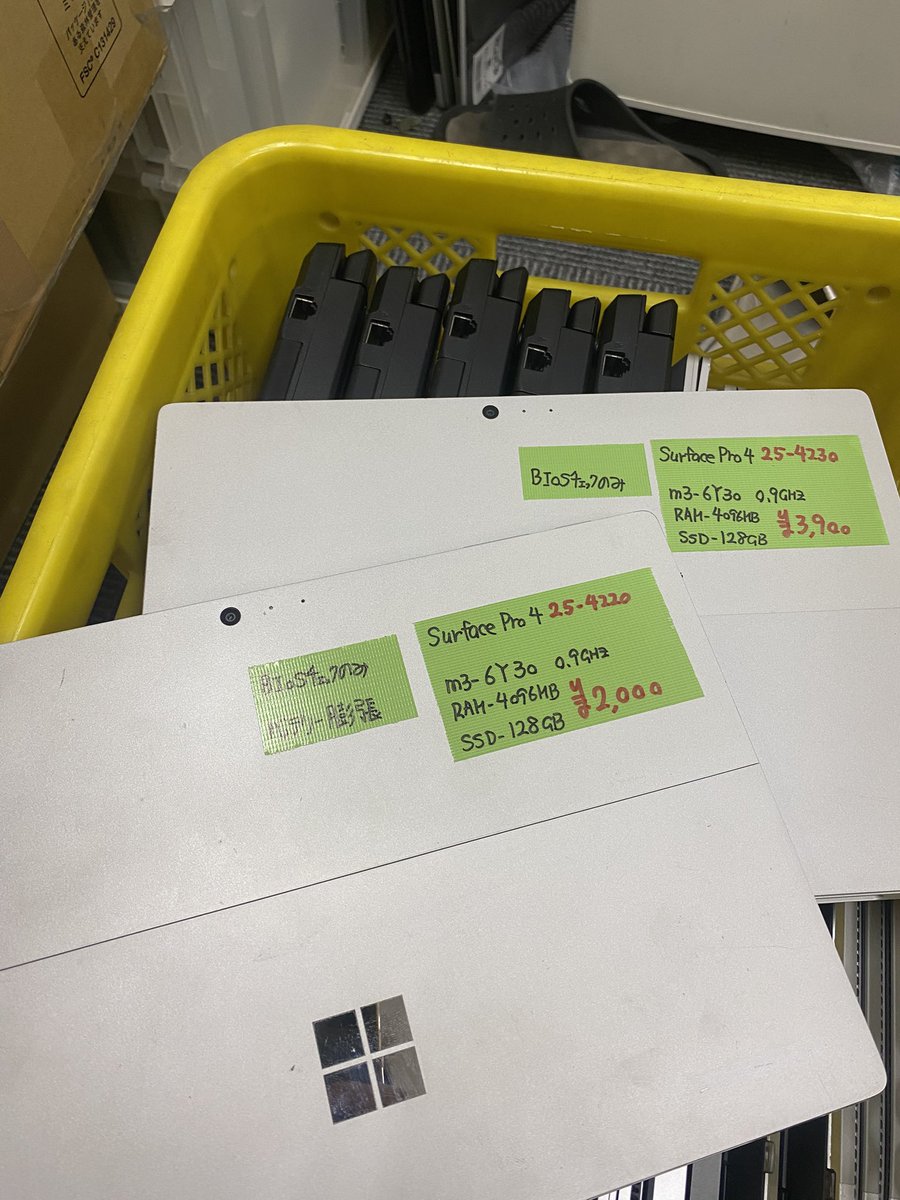 FSC® C131429
BIOSチェックのみ
Surface Pro 4 25-4230
m3-6Y30 0.9GHz
RAM-4096MB
¥3,900
SSD-128GB
BIOSチェックのみ
バッテリー膨張
Surface Pro 4 25-4220
m3-6Y30 0.9GHz
RAM-4096MB
¥2,000
SSD-128GB